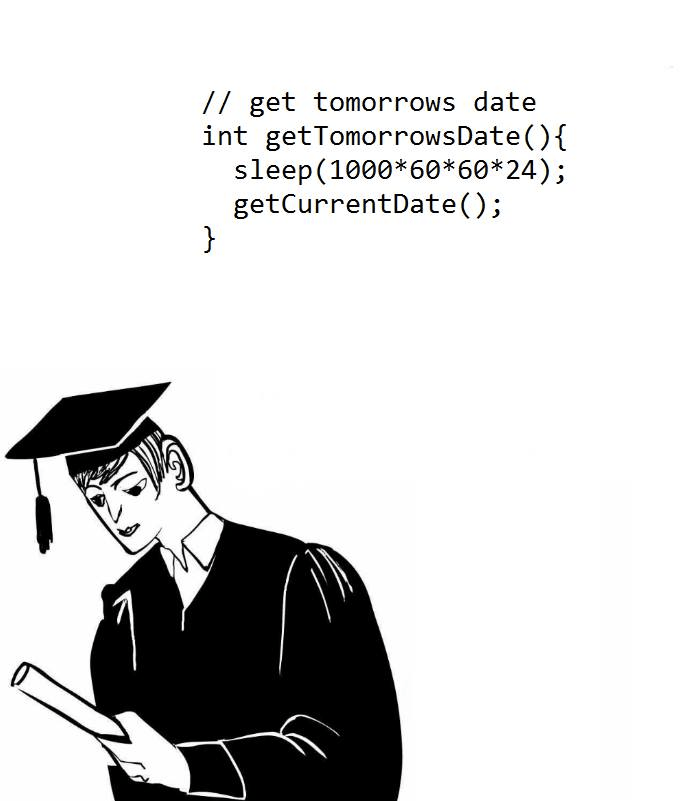 // get tomorrows date
int getTomorrowsDate(){
  sleep(1000*60*60*24);
  getCurrentDate();
}